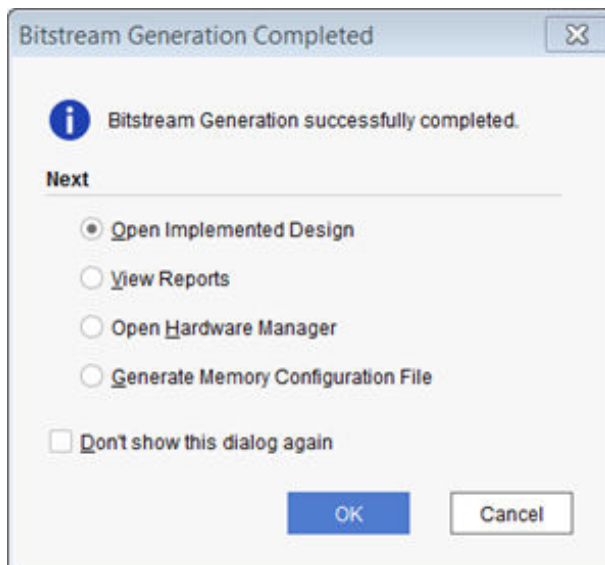 Bitstream Generation Completed
Bitstream Generation successfully completed.
Next
Open Implemented Design
View Reports
Open Hardware Manager
Generate Memory Configuration File
Don't show this dialog again
OK
Cancel